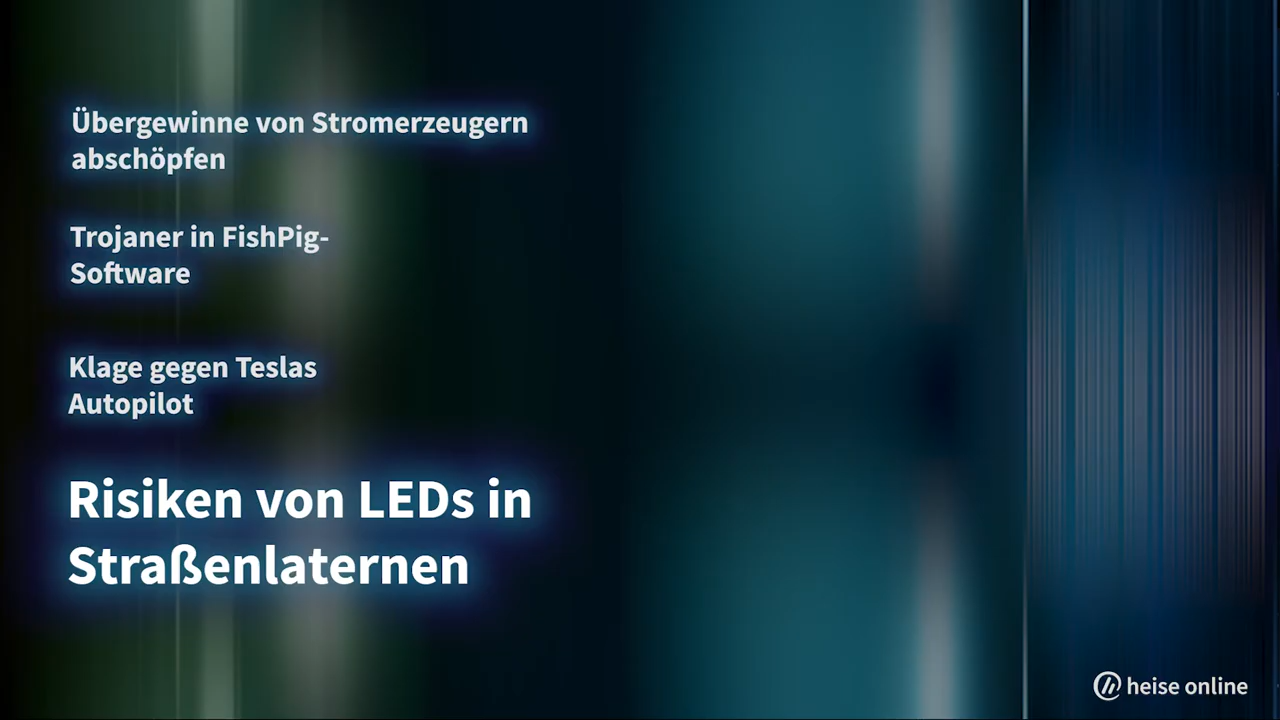 Übergewinne von Stromerzeugern
abschöpfen
Trojaner in FishPig-
Software
Klage gegen Teslas
Autopilot
Risiken von LEDs in
Straßenlaternen
heise online